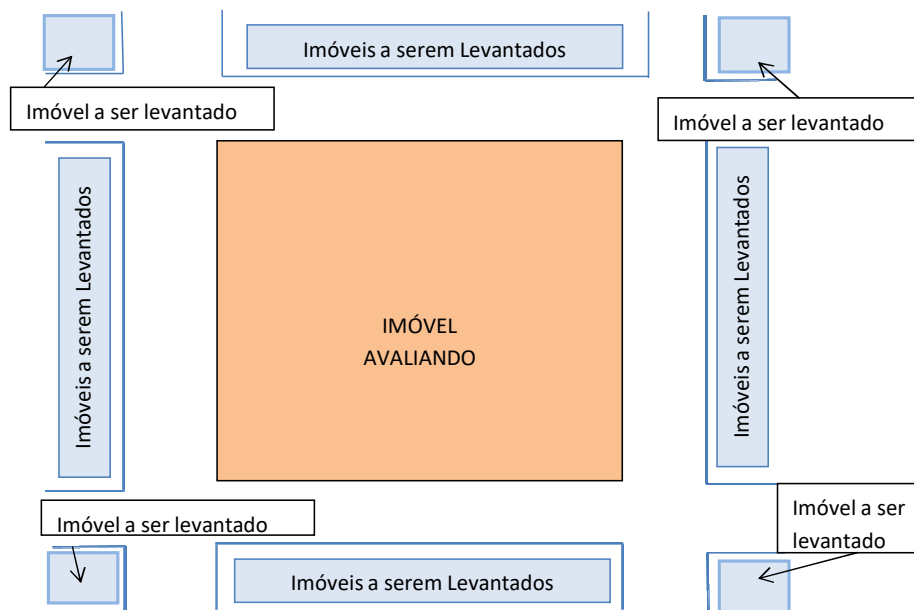 Imóveis a serem Levantados
Imóvel a ser levantado
Imóvel a ser levantado
Imóveis a serem Levantados
IMÓVEL
AVALIANDO
Imóveis a serem Levantados
Imóvel a ser levantado
Imóvel a ser
levantado
Imóveis a serem Levantados